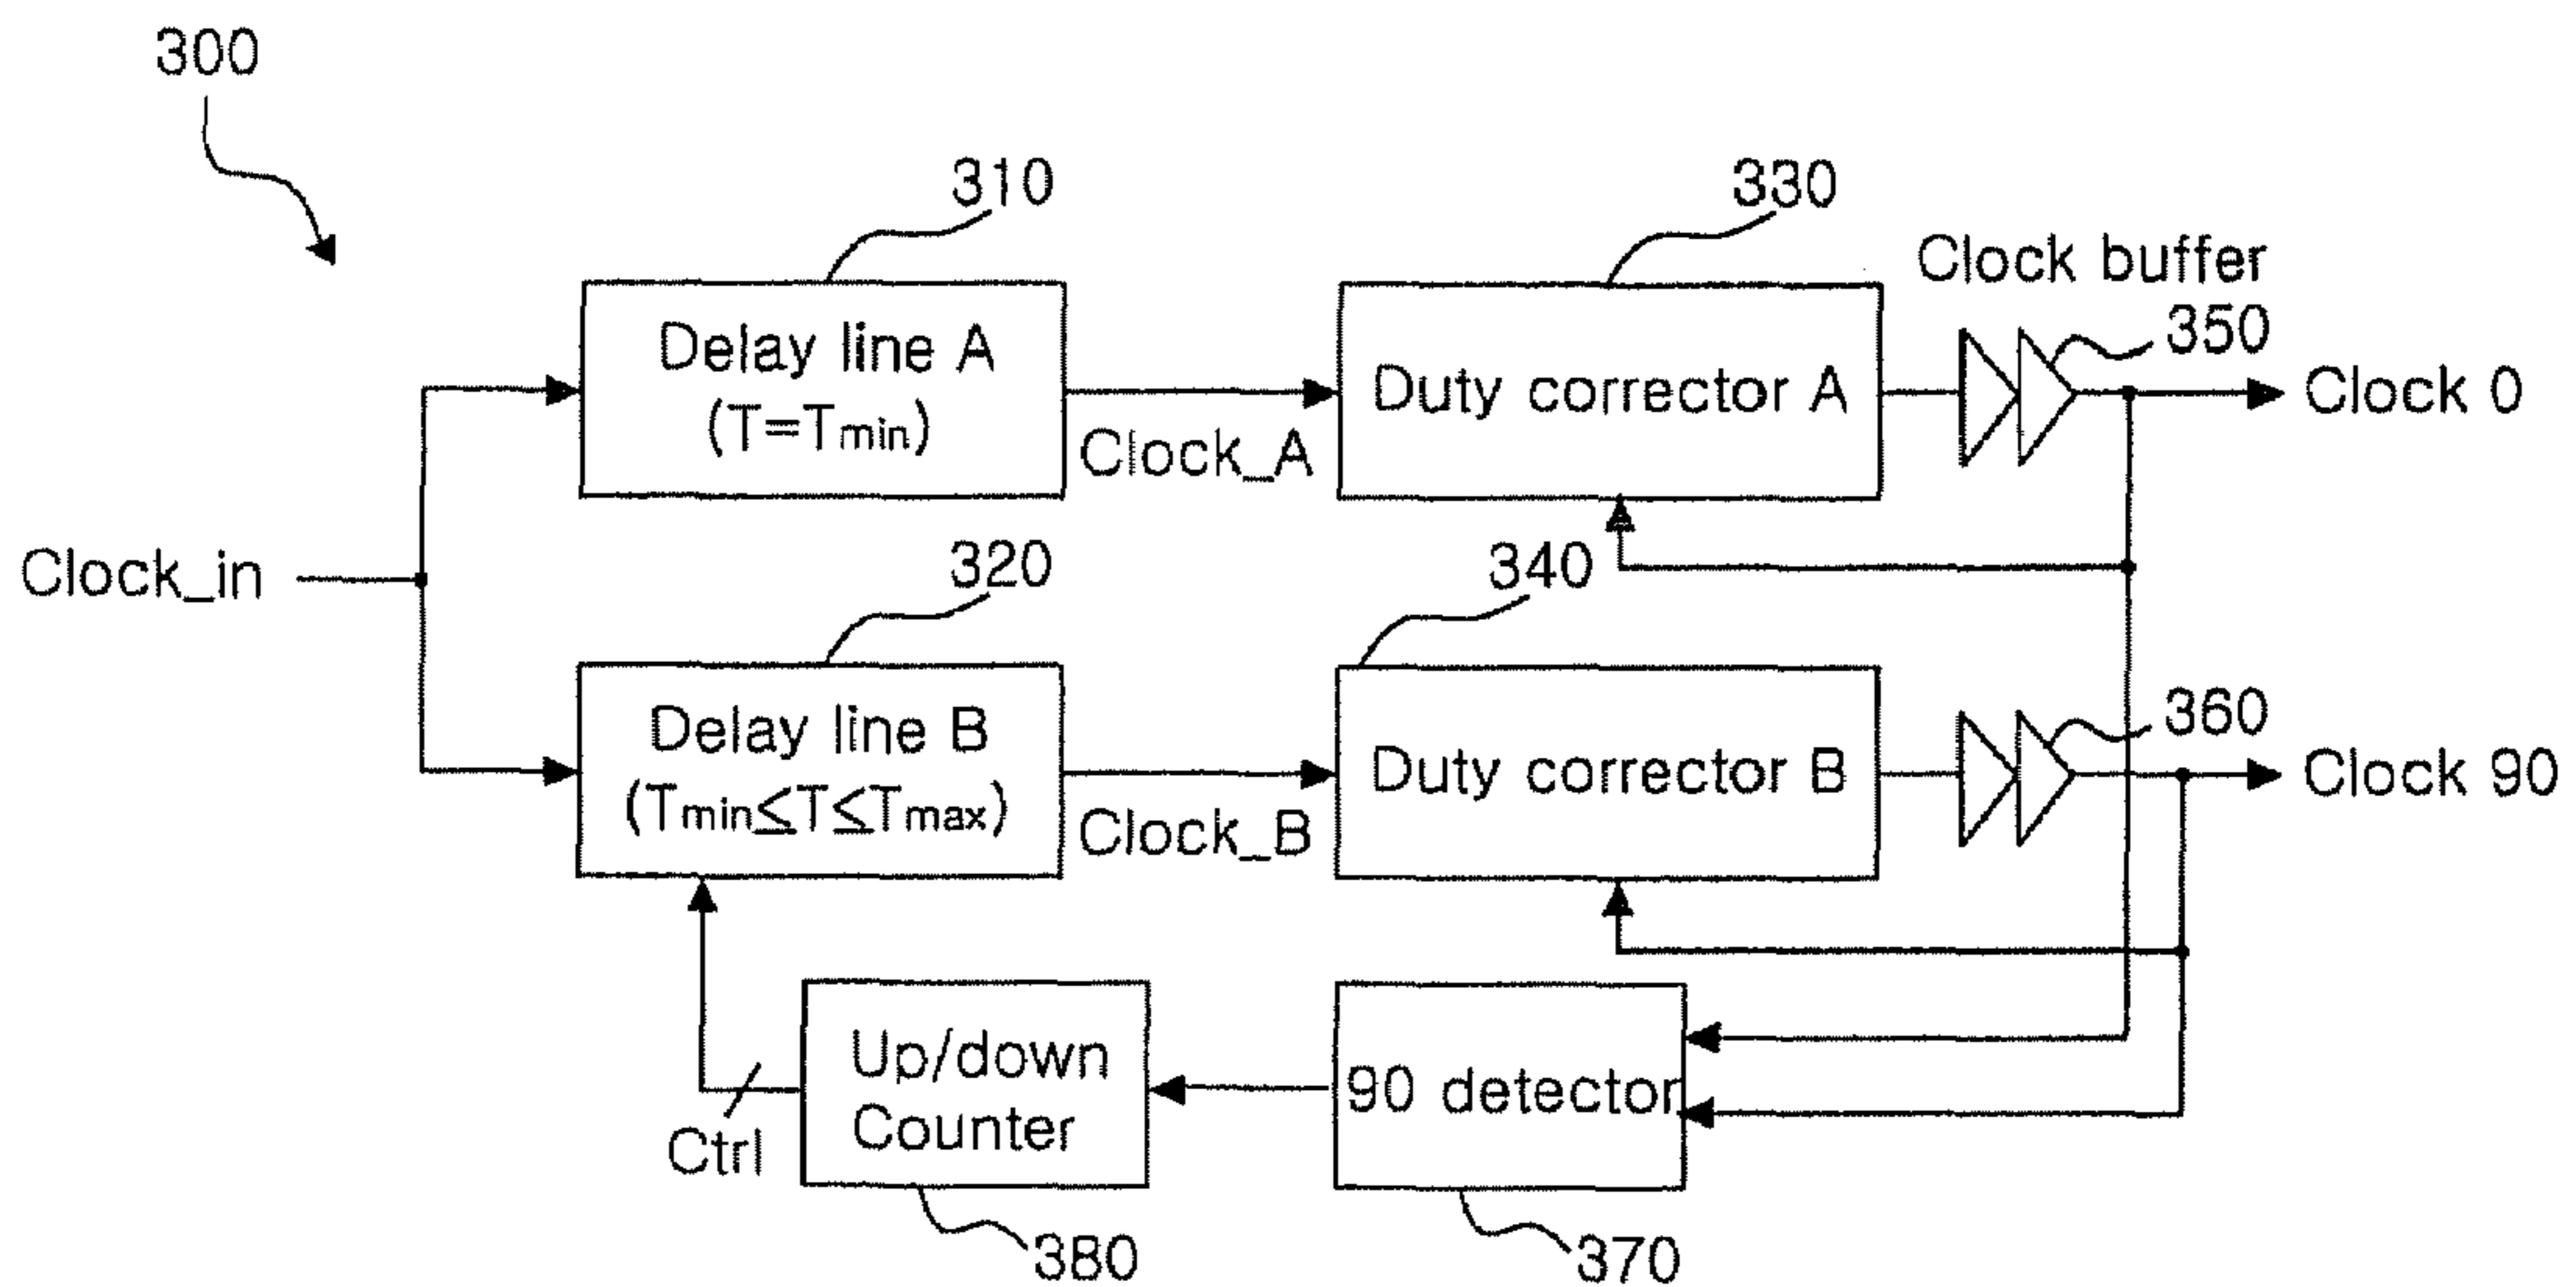 300
310
330
Clock buffer
350
Delay line A
(T=Tmin)
Clock_A
Duty corrector A
Clock 0
Clock_in
320
340
360
Delay line B
(Tmin≤T≤Tmax)
Clock_B
Duty corrector B
Clock 90
Up/down
Counter
90 detector
Ctrl
380
370